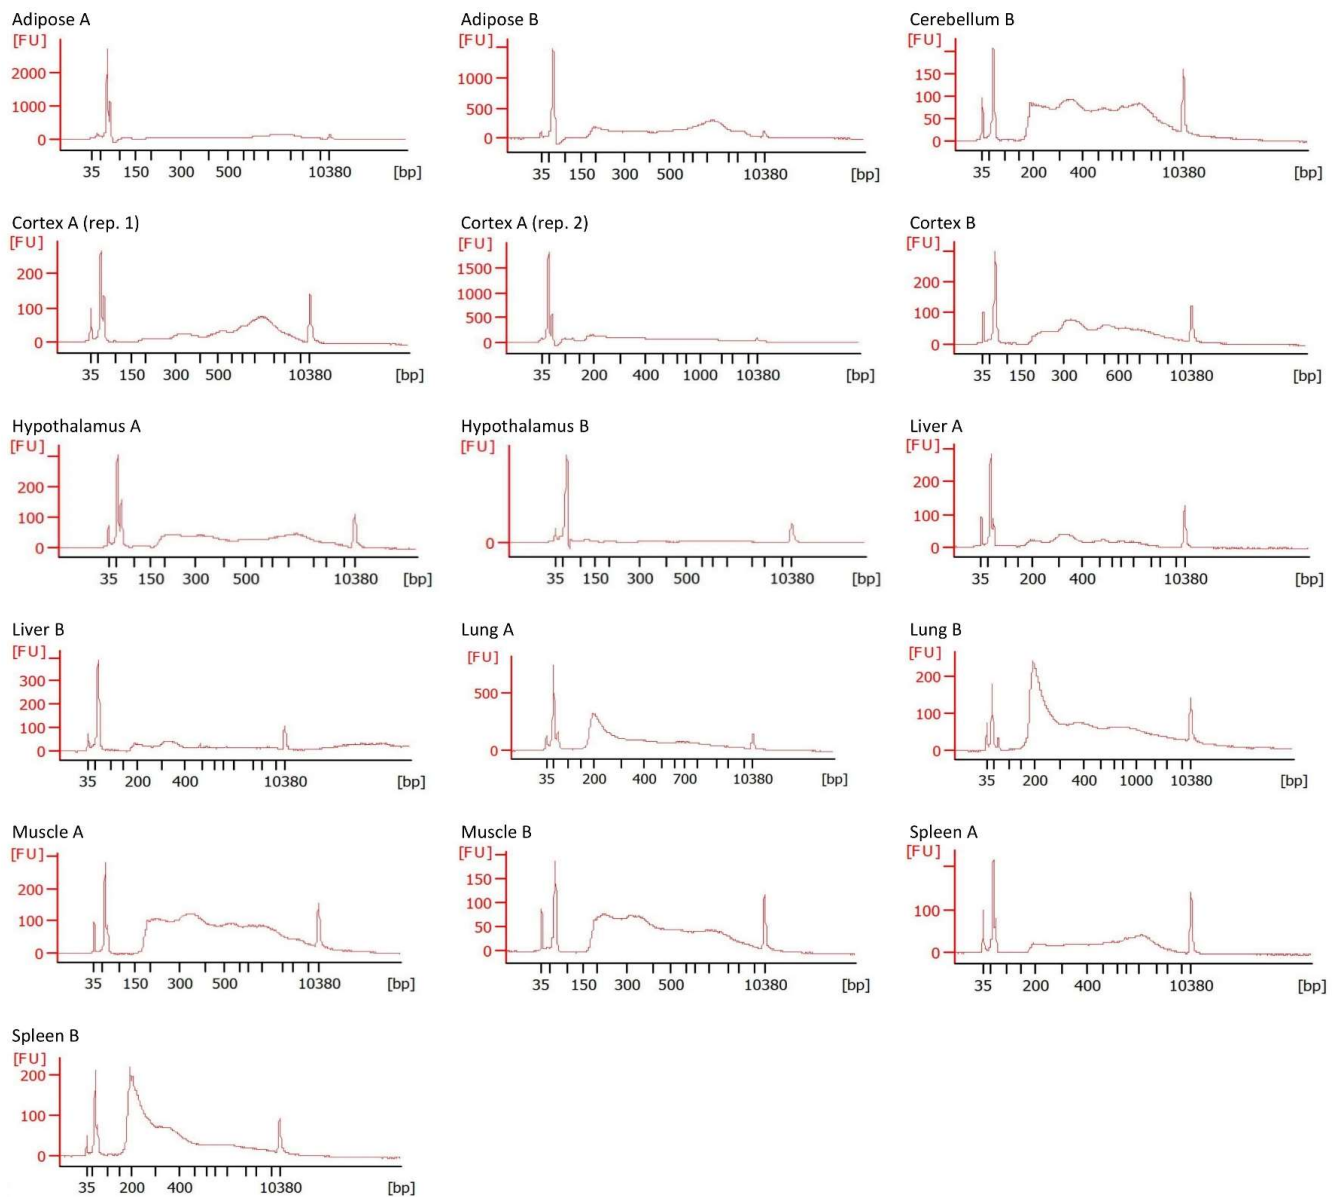 Adipose A Adipose B Cerebellum B
[FU] [FU] [FU]
2000 1000 150
1000 500 100
0 0 50
0
35 150 300 500 10380 [bp] 35 150 300 500 10380 [bp] 35 200 400 10380 [bp]
Cortex A (rep. 1) Cortex A (rep. 2) Cortex B
[FU] [FU] [FU]
200 1500 200
100 1000 100
0 500 0
0
35 150 300 500 10380 [bp] 35 200 400 1000 10380 [bp] 35 150 300 600 10380 [bp]
Hypothalamus A Hypothalamus B Liver A
[FU] [FU] [FU]
200 200
100 100
0 0 0
35 150 300 500 10380 [bp] 35 150 300 500 10380 [bp] 35 200 400 10380 [bp]
Liver B Lung A Lung B
[FU] [FU] [FU]
300 500 200
200 100
100 0 0
0
35 200 400 10380 [bp] 35 200 400 700 10380 [bp] 35 200 400 1000 10380 [bp]
Muscle A Muscle B Spleen A
[FU] [FU] [FU]
200 150 100
100 100 0
0 50
0
35 150 300 500 10380 [bp] 35 150 300 500 10380 [bp] 35 200 400 10380 [bp]
Spleen B
[FU]
200
100
0
35 200 400 10380 [bp]